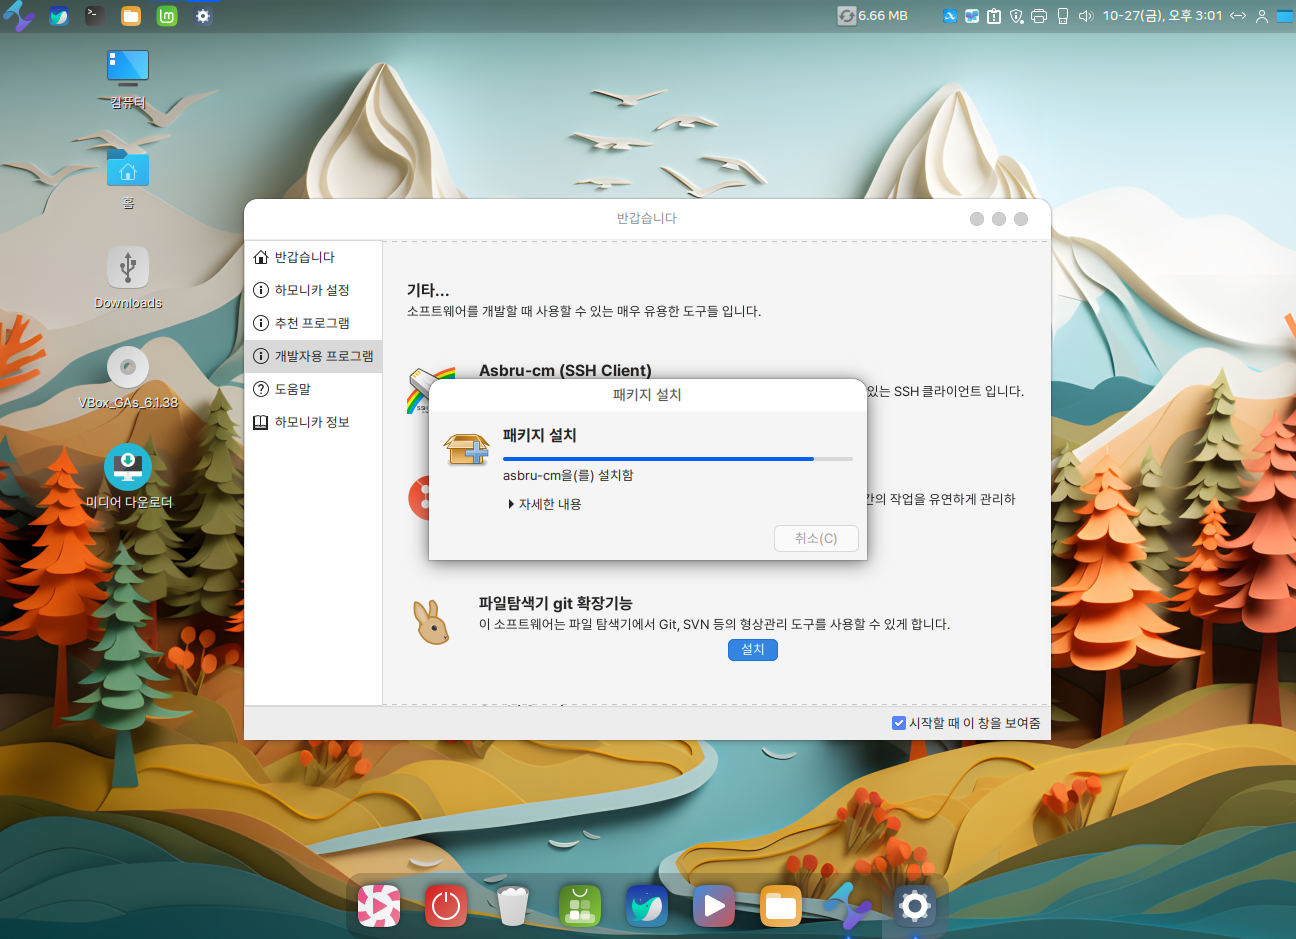 6.66 MB
10-27(금), 오후 3:01
컴퓨터
홈
Downloads
VBox_GAs_6.1.38
미디어 다운로더
반갑습니다
반갑습니다
하모니카 설정
추천 프로그램
개발자용 프로그램
도움말
하모니카 정보
기타...
소프트웨어를 개발할 때 사용할 수 있는 매우 유용한 도구들 입니다.
Asbru-cm (SSH Client)
있는 SSH 클라이언트 입니다.
SSH
패키지 설치
패키지 설치
asbru-cm을(를) 설치함
자세한 내용
취소(C)
간의 작업을 유연하게 관리하
파일탐색기 git 확장기능
이 소프트웨어는 파일 탐색기에서 Git, SVN 등의 형상관리 도구를 사용할 수 있게 합니다.
설치
시작할 때 이 창을 보여줌